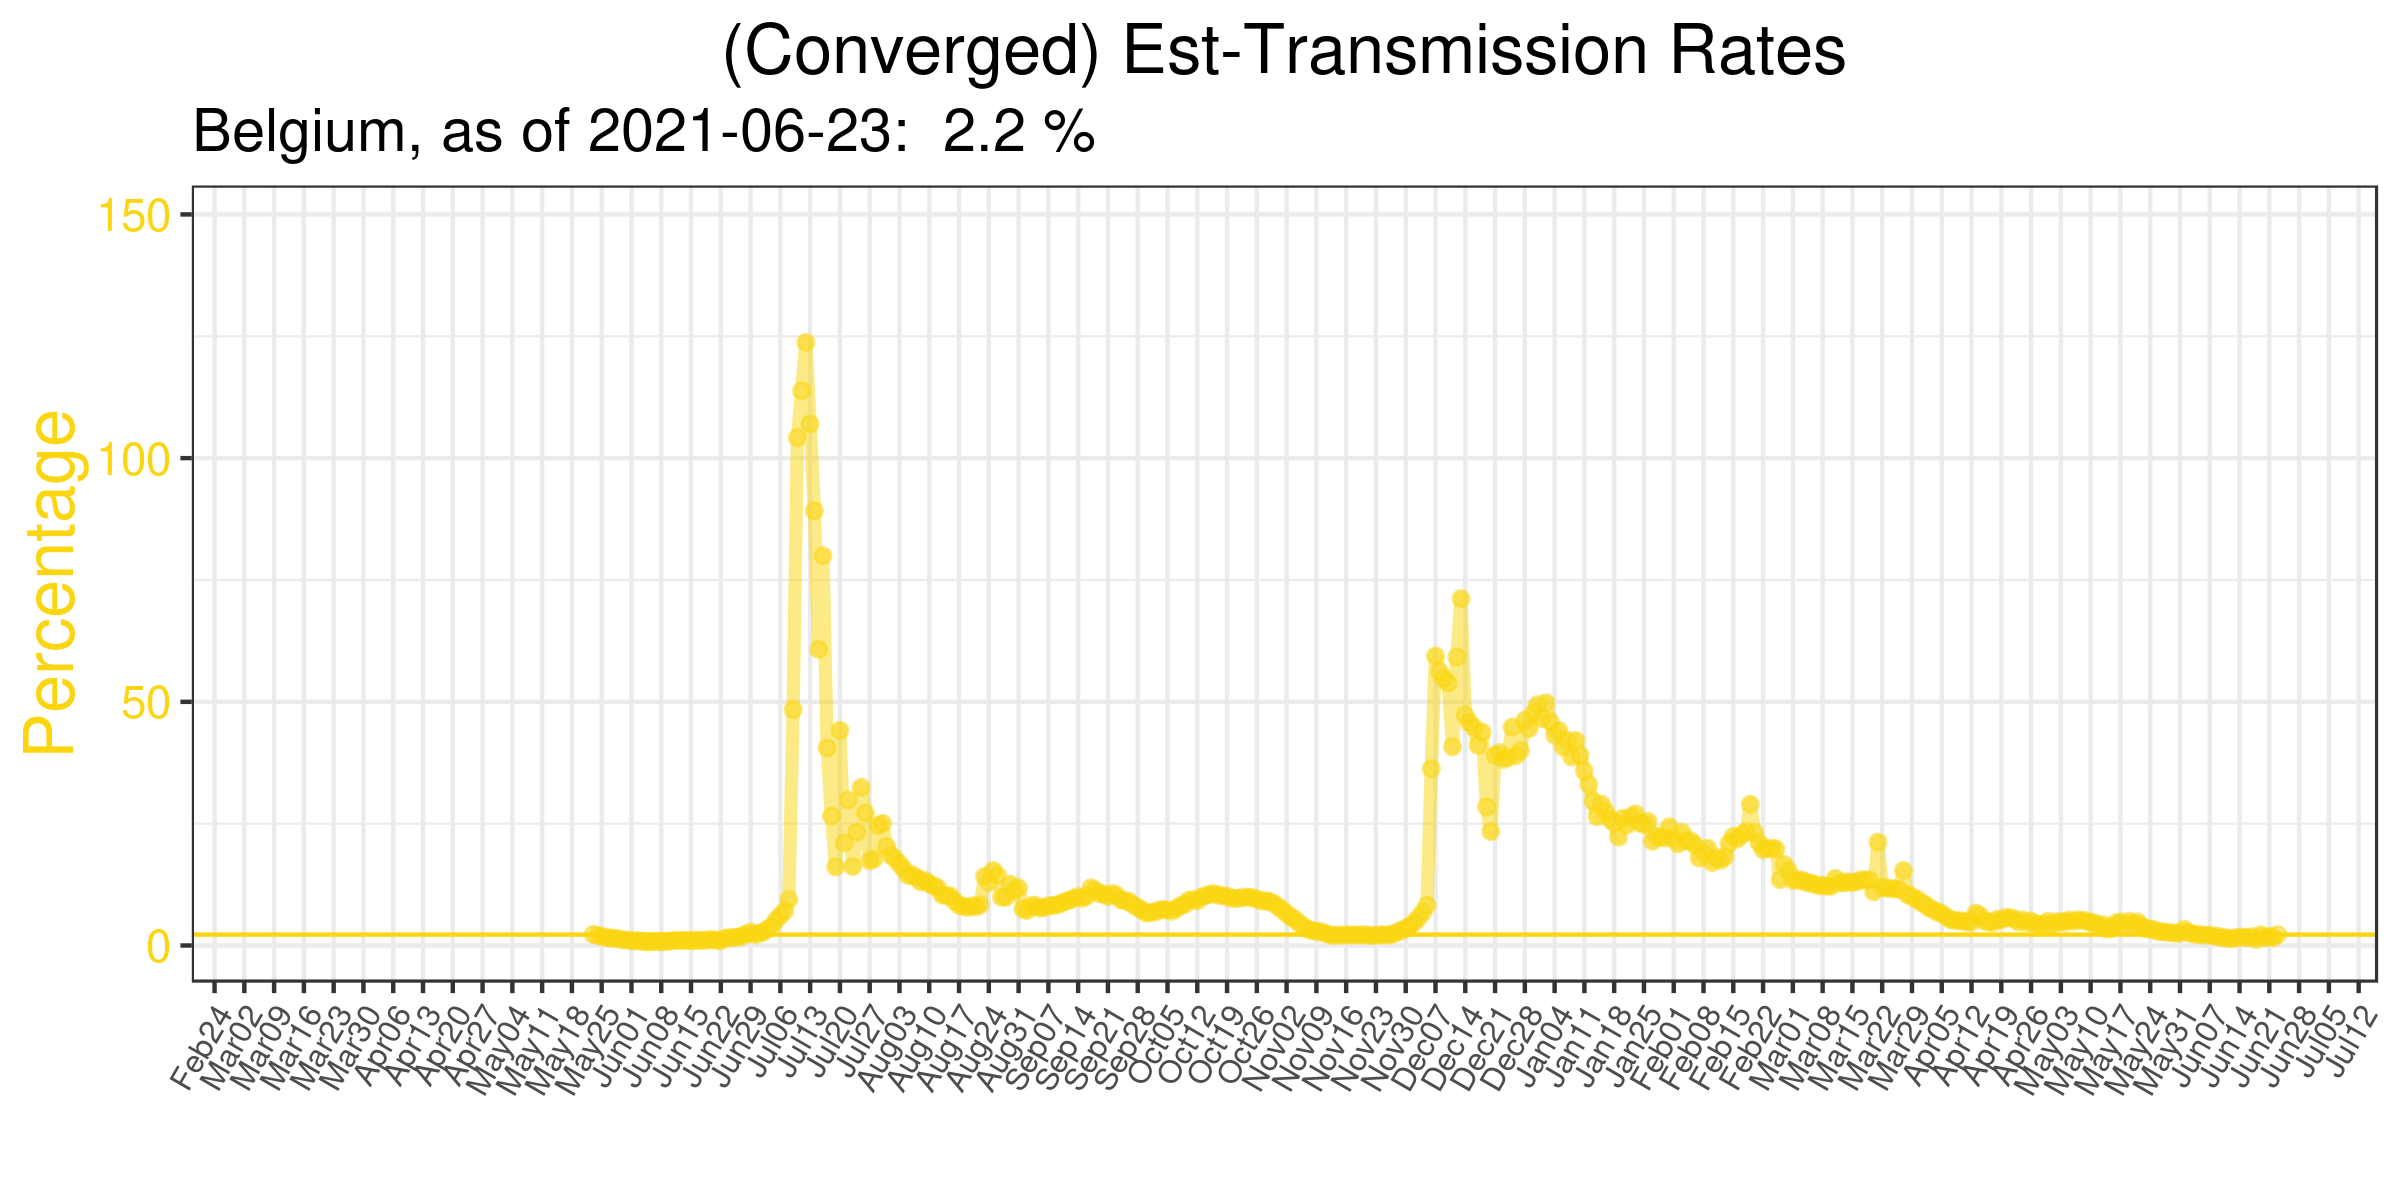 (Converged) Est-Transmission Rates
Belgium, as of 2021-06-23:  2.2 %
Percentage
150
100
50
0
Feb24
Mar02
Mar09
Mar16
Mar23
Mar30
Apr06
Apr13
Apr20
Apr27
May04
May11
May18
May25
Jun01
Jun08
Jun15
Jun22
Jun29
Jul06
Jul13
Jul20
Jul27
Aug03
Aug10
Aug17
Aug24
Aug31
Sep07
Sep14
Sep21
Sep28
Oct05
Oct12
Oct19
Oct26
Nov02
Nov09
Nov16
Nov23
Nov30
Dec07
Dec14
Dec21
Dec28
Jan04
Jan11
Jan18
Jan25
Feb01
Feb08
Feb15
Feb22
Mar01
Mar08
Mar15
Mar22
Mar29
Apr05
Apr12
Apr19
Apr26
May03
May10
May17
May24
May31
Jun07
Jun14
Jun21
Jun28
Jul05
Jul12